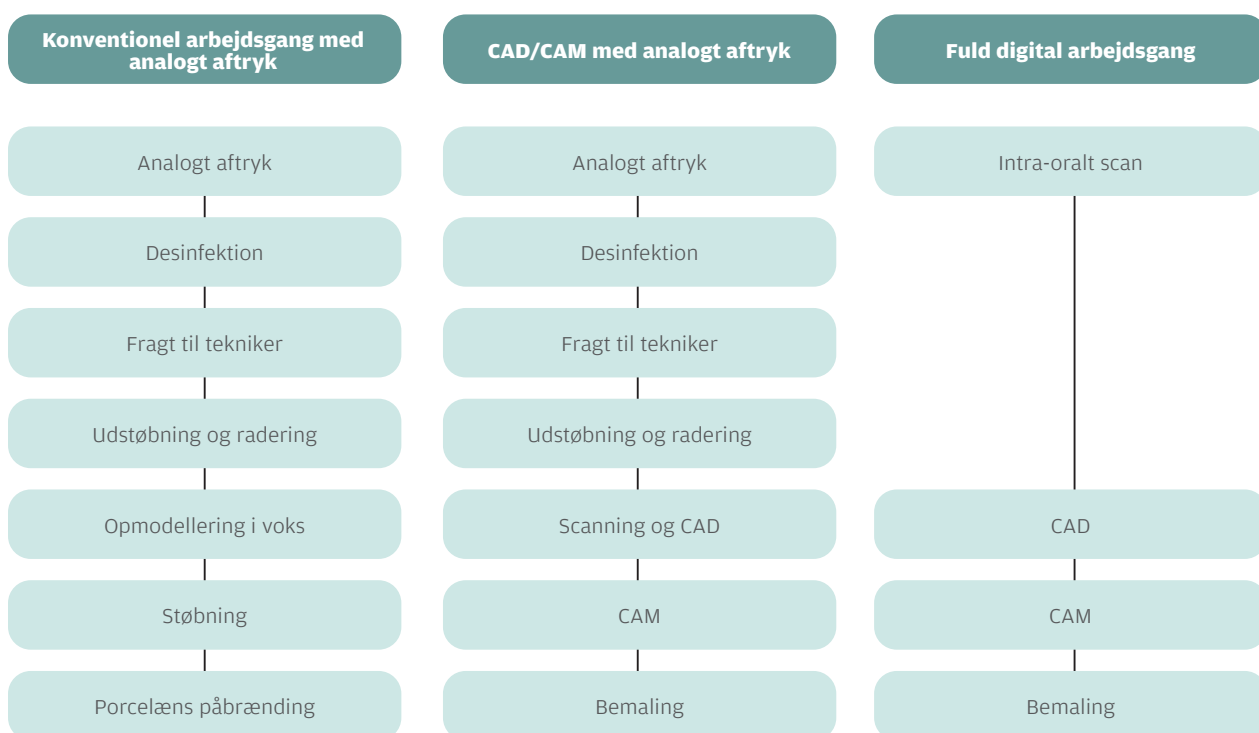 Konventionel arbejdsgang med
analogt aftryk
Analogt aftryk
Desinfektion
Fragt til tekniker
Udstøbning og radering
Opmodellering i voks
Støbning
Porcelæns påbrænding
CAD/CAM med analogt aftryk
Analogt aftryk
Desinfektion
Fragt til tekniker
Udstøbning og radering
Scanning og CAD
CAM
Bemaling
Fuld digital arbejdsgang
Intra-oralt scan
CAD
CAM
Bemaling